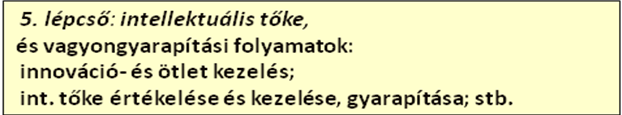 5. lépcső: intellektuális tőke,
és vagyongyarapítási folyamatok:
innováció- és ötlet kezelés;
int. tőke értékelése és kezelése, gyarapítása; stb.